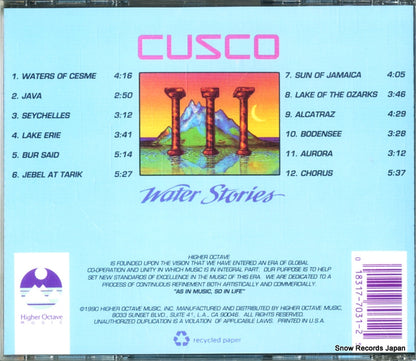 CUSCO
1. WATERS OF CESME 4:16
2. JAVA 2:50
3. SEYCHELLES 3:12
4. LAKE ERIE 3:41
5. BUR SAID 5:14
6. JEBEL AT TARIK 5:27
7. SUN OF JAMAICA 4:05
8. LAKE OF THE OZARKS 3:46
9. ALCATRAZ 4:29
10. BODENSEE 3:28
11. AURORA 3:12
12. CHORUS 5:37
Water Stories
HIGHER OCTAVE
IS FOUNDED UPON THE VISION THAT WE HAVE ENTERED AN ERA OF GLOBAL
CO-OPERATION AND UNITY IN WHICH MUSIC IS IN INTEGRAL PART. OUR PURPOSE IS TO HELP
SET NEW STANDARDS OF EXCELLENCE IN THE MUSIC OF THIS ERA. WE ARE DEDICATED TO A
PROCESS OF CONTINUOUS REFINEMENT BOTH ARTISTICALLY AND COMMERCIALLY.
"AS IN MUSIC, SO IN LIFE"
©1990 HIGHER OCTAVE MUSIC, INC. MANUFACTURED AND DISTRIBUTED BY HIGHER OCTAVE MUSIC,
8033 SUNSET BLVD., SUITE 41, L.A., CA 90046. ALL RIGHTS RESERVED.
UNAUTHORIZED DUPLICATION IS A VIOLATION OF APPLICABLE LAWS. PRINTED IN U.S.A.
Higher Octave
MUSIC
recycled paper
0 18317-7031-2
Snow Records Japan